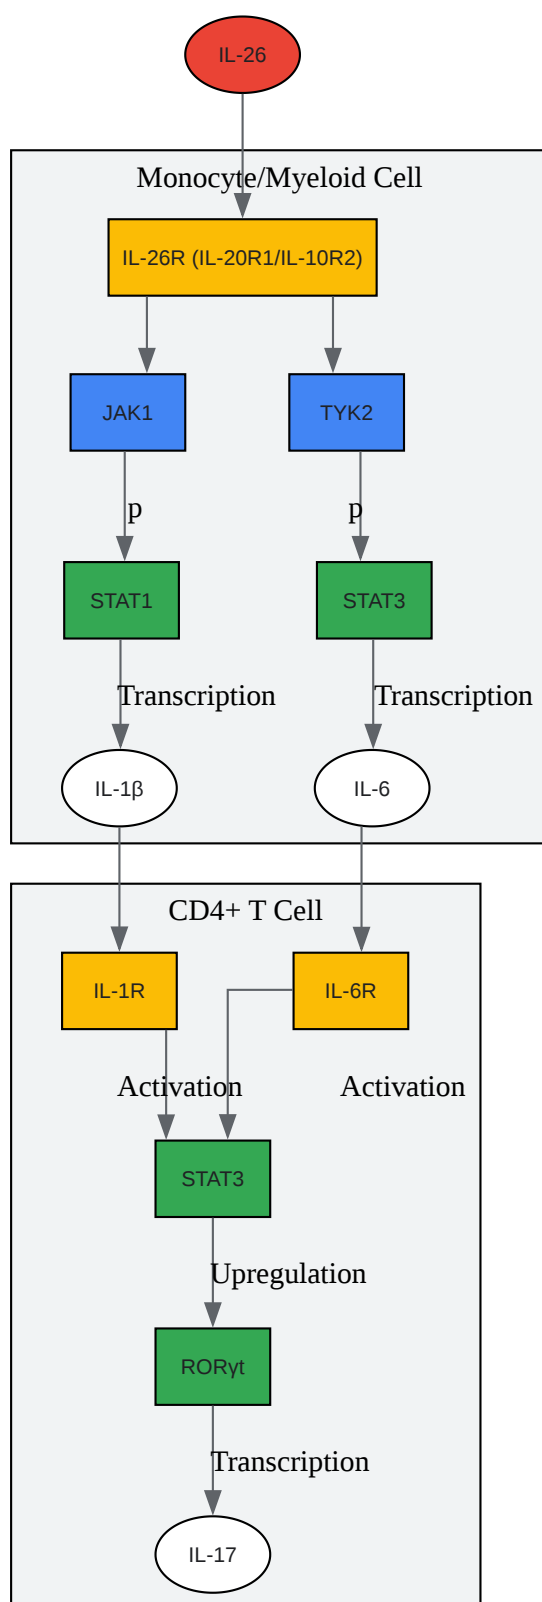 IL-26
Monocyte/Myeloid Cell
IL-26R (IL-20R1/IL-10R2)
JAK1
TYK2
p
p
STAT1
STAT3
Transcription
Transcription
IL-1β
IL-6
CD4+ T Cell
IL-1R
IL-6R
Activation
Activation
STAT3
Upregulation
RORγt
Transcription
IL-17